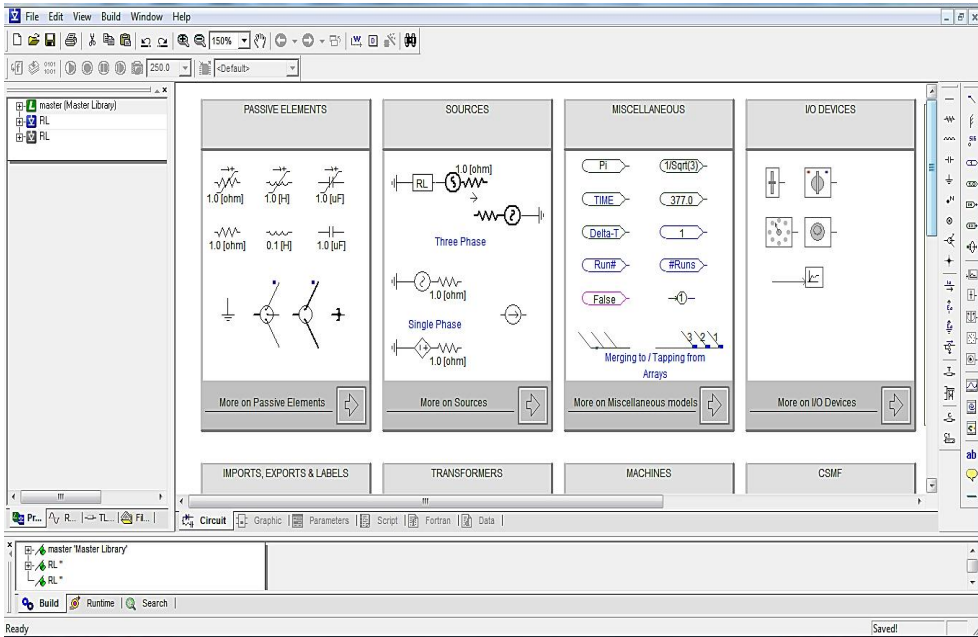 File Edit View Build Window Help
150%
250.0 <Default>
master (Master Library)
RL
RL
PASSIVE ELEMENTS
1.0 [ohm] 1.0 [H] 1.0 [uF]
1.0 [ohm] 0.1 [H] 1.0 [uF]
More on Passive Elements
SOURCES
1.0 [ohm]
RL
Three Phase
1.0 [ohm]
Single Phase
1.0 [ohm]
More on Sources
MISCELLANEOUS
Pi 1/Sqrt(3)
TIME 377.0
Delta-T 1
Run# #Runs
False 1
3 2 1
Merging to / Tapping from
Arrays
More on Miscellaneous models
I/O DEVICES
More on I/O Devices
IMPORTS, EXPORTS & LABELS
TRANSFORMERS
MACHINES
CSMF
ab
Pr... R... TL... Fil...
Circuit Graphic Parameters Script Fortran Data
master 'Master Library'
RL *
RL *
Build Runtime Search
Ready Saved!